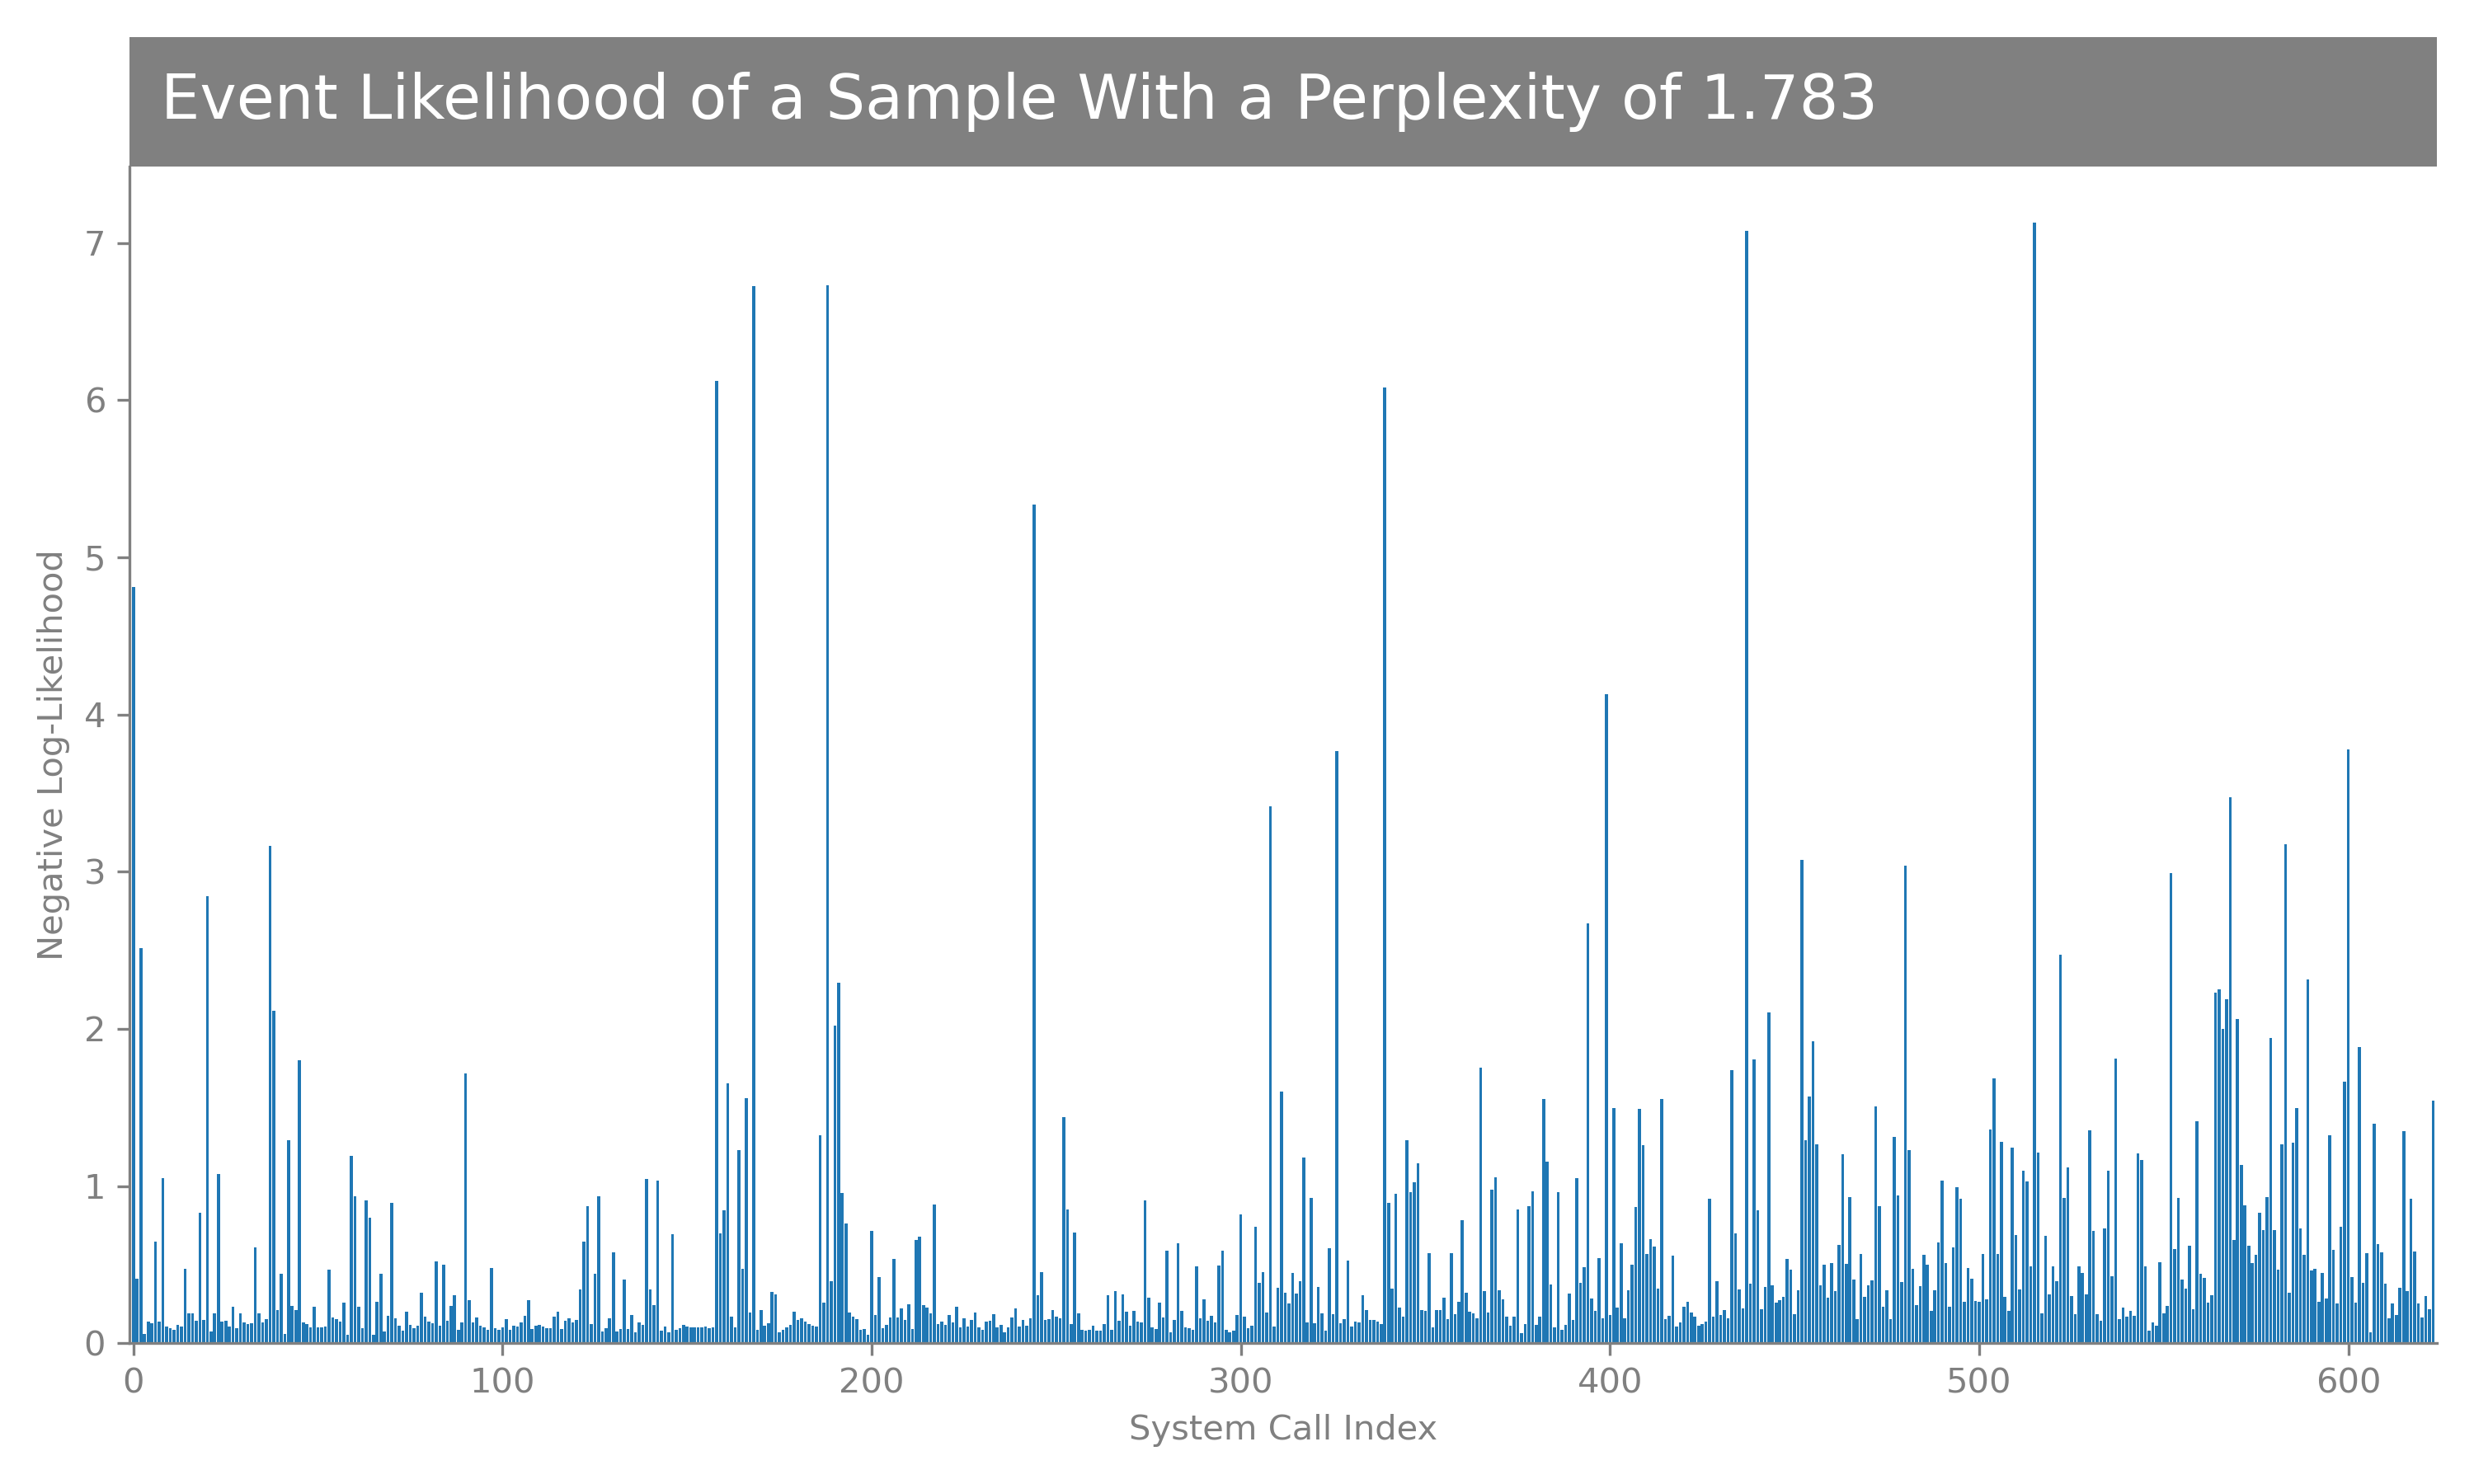 Event Likelihood of a Sample With a Perplexity of 1.783
7
6
5
4
3
2
1
0
Negative Log-Likelihood
0 100 200 300 400 500 600
System Call Index